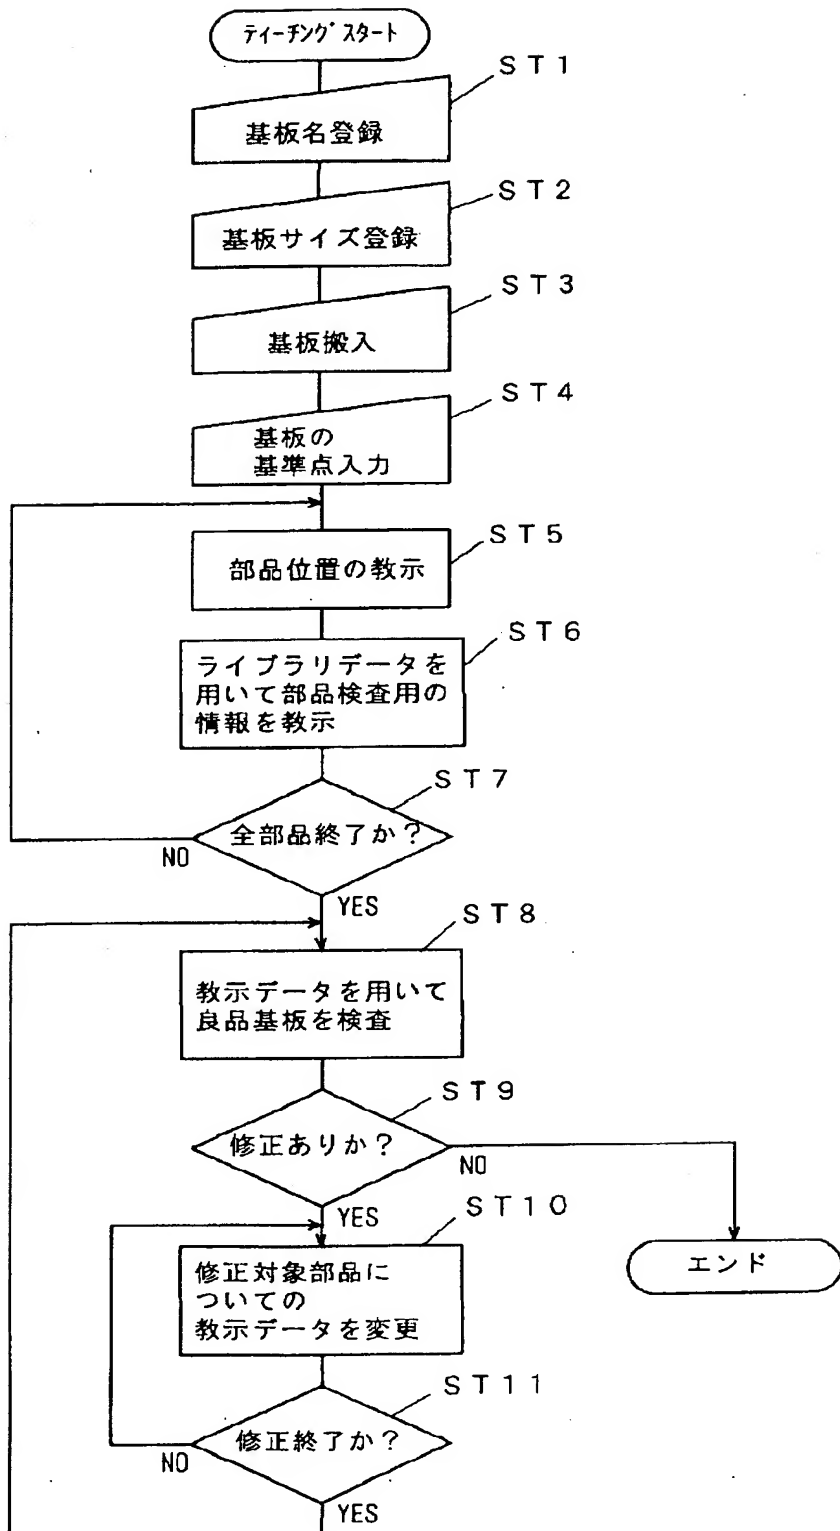 ティーチング スタート
ST1
基板名登録
ST2
基板サイズ登録
ST3
基板搬入
ST4
基板の
基準点入力
ST5
部品位置の教示
ST6
ライブラリデータを
用いて部品検査用の
情報を教示
ST7
全部品終了か?
NO
YES
ST8
教示データを用いて
良品基板を検査
ST9
修正ありか?
NO
YES
ST10
エンド
修正対象部品に
ついての
教示データを変更
ST11
修正終了か?
NO
YES